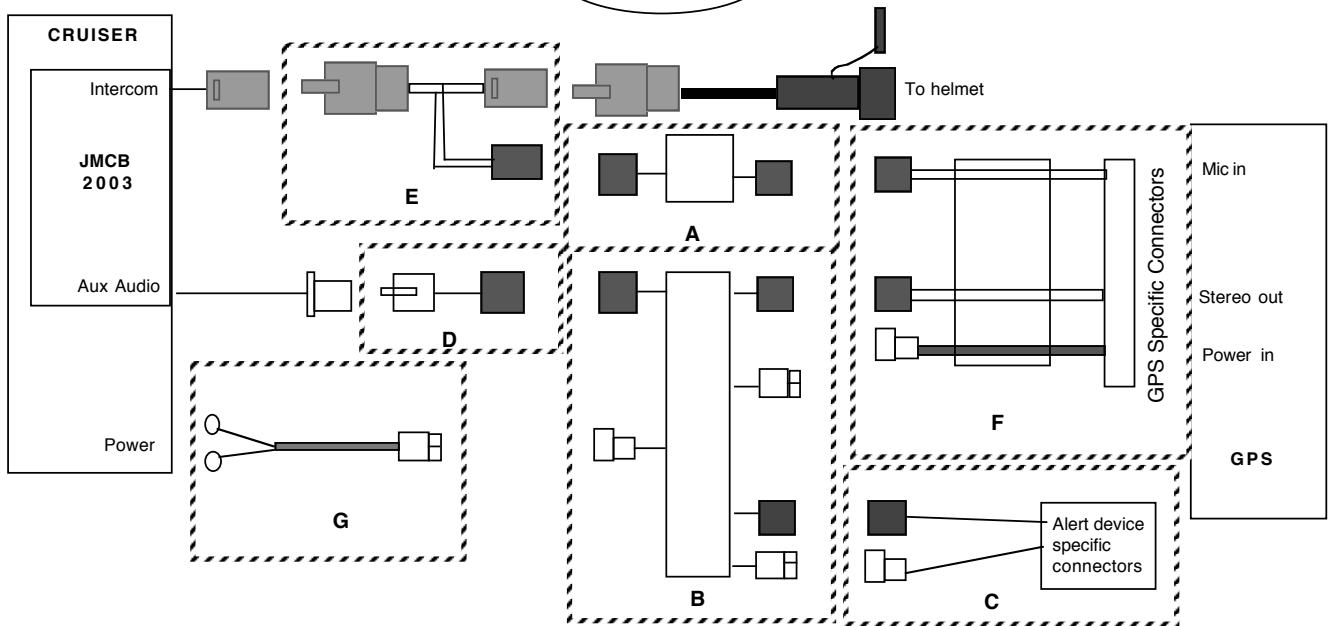 CRUISER
Intercom
JMCB
2003
Aux Audio
Power
E
To helmet
A
D
G
B
Mic in
Stereo out
Power in
GPS Specific Connectors
F
GPS
Alert device
specific
connectors
C